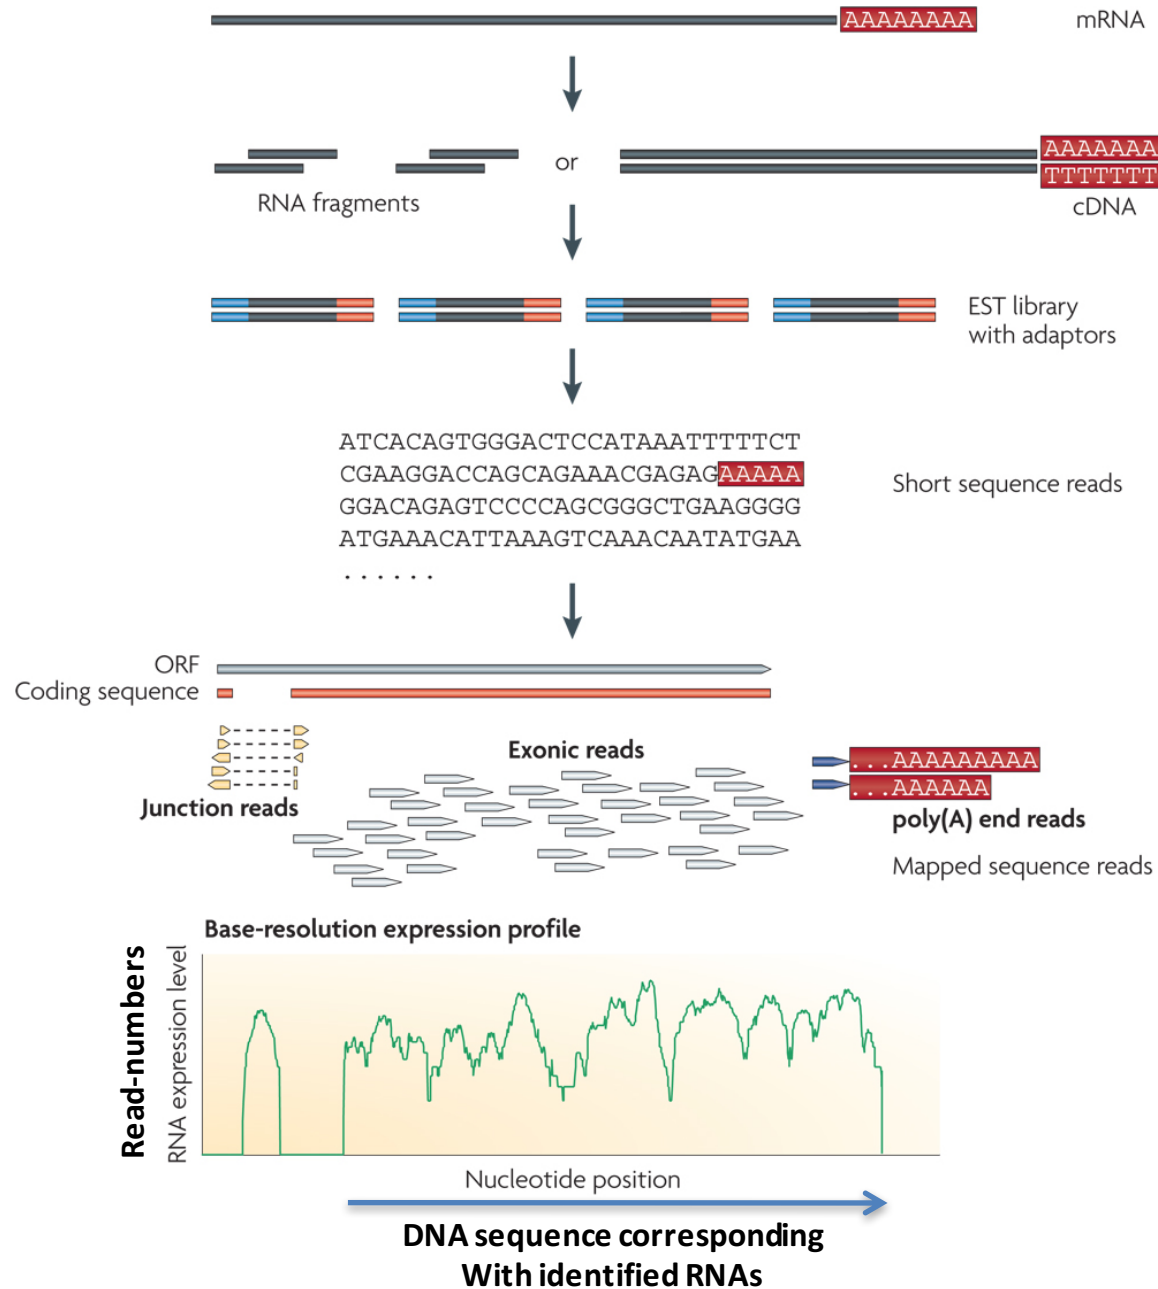 AAAAAAAA
mRNA
or
AAAAAAA
TTTTTTT
RNA fragments
cDNA
EST library
with adaptors
ATCACAGTGGGACTCCATAAATTTTTCT
CGAAGGACCAGCAGAAACGAGAGAAAAA
GGACAGAGTCCCCAGCGGGCTGAAGGGG
ATGAAACATTAAAGTCAAACAATATGAA
......
Short sequence reads
ORF
Coding sequence
Exonic reads
Junction reads
...AAAAAAAAA
...AAAAAA
poly(A) end reads
Mapped sequence reads
Base-resolution expression profile
Read-numbers
RNA expression level
Nucleotide position
DNA sequence corresponding
With identified RNAs